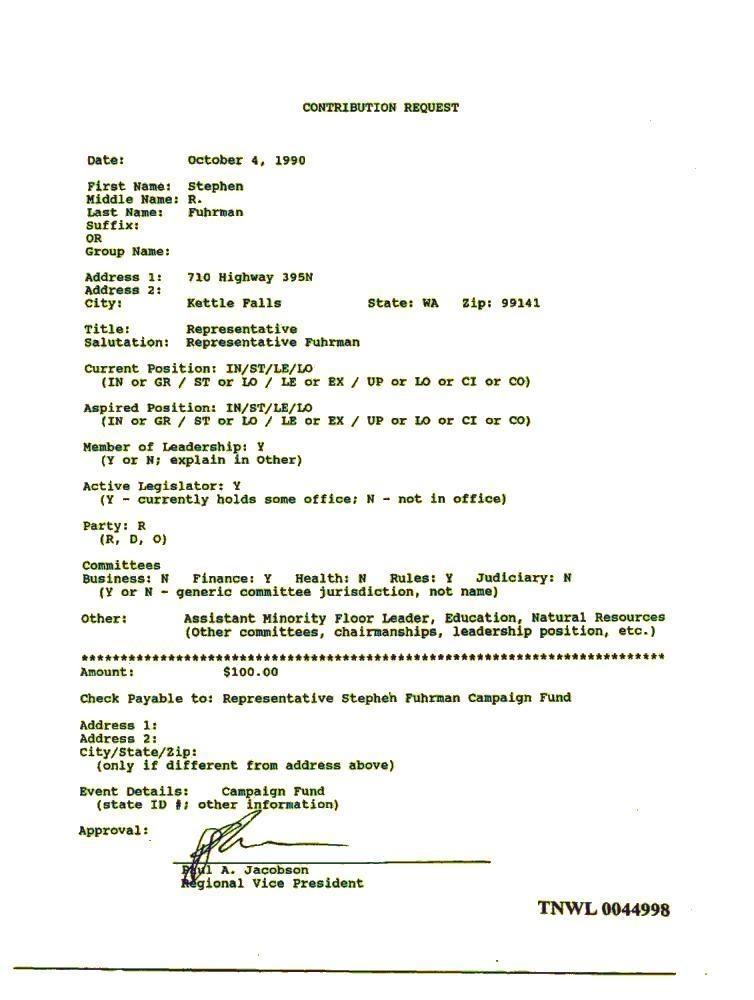 CONTRIBUTION REQUEST
Date: October 4, 1990
First Name: Stephen
Middle Name: R.
Last Name: Fuhrman
Suffix:
OR
Group Name:
Address 1: 710 Highway 395N
Address 2:
City: Kettle Falls State: WA Zip: 99141
Title: Representative
Salutation: Representative Fuhrman
Current Position: IN/ST/LE/LO
(IN or GR / ST or LO / LE or EX / UP or LO or CI or CO)
Aspired Position: IN/ST/LE/LO
(IN or GR / ST or LO / LE or EX / UP or LO or CI or CO)
Member of Leadership: Y
(Y or N; explain in Other)
Active Legislator: Y
(Y - currently holds some office; N - not in office)
Party: R
(R, D, O)
Committees
Business: N Finance: Y Health: N Rules: Y Judiciary: N
(Y or N - generic committee jurisdiction, not name)
Other: Assistant Minority Floor Leader, Education, Natural Resources
(Other committees, chairmanships, leadership position, etc.)
**************************************************************************
Amount: $100.00
Check Payable to: Representative Stephen Fuhrman Campaign Fund
Address 1:
Address 2:
City/State/Zip:
(only if different from address above)
Event Details: Campaign Fund
(state ID #; other information)
Approval:
Paul A. Jacobson
Regional Vice President
TNWL 0044998